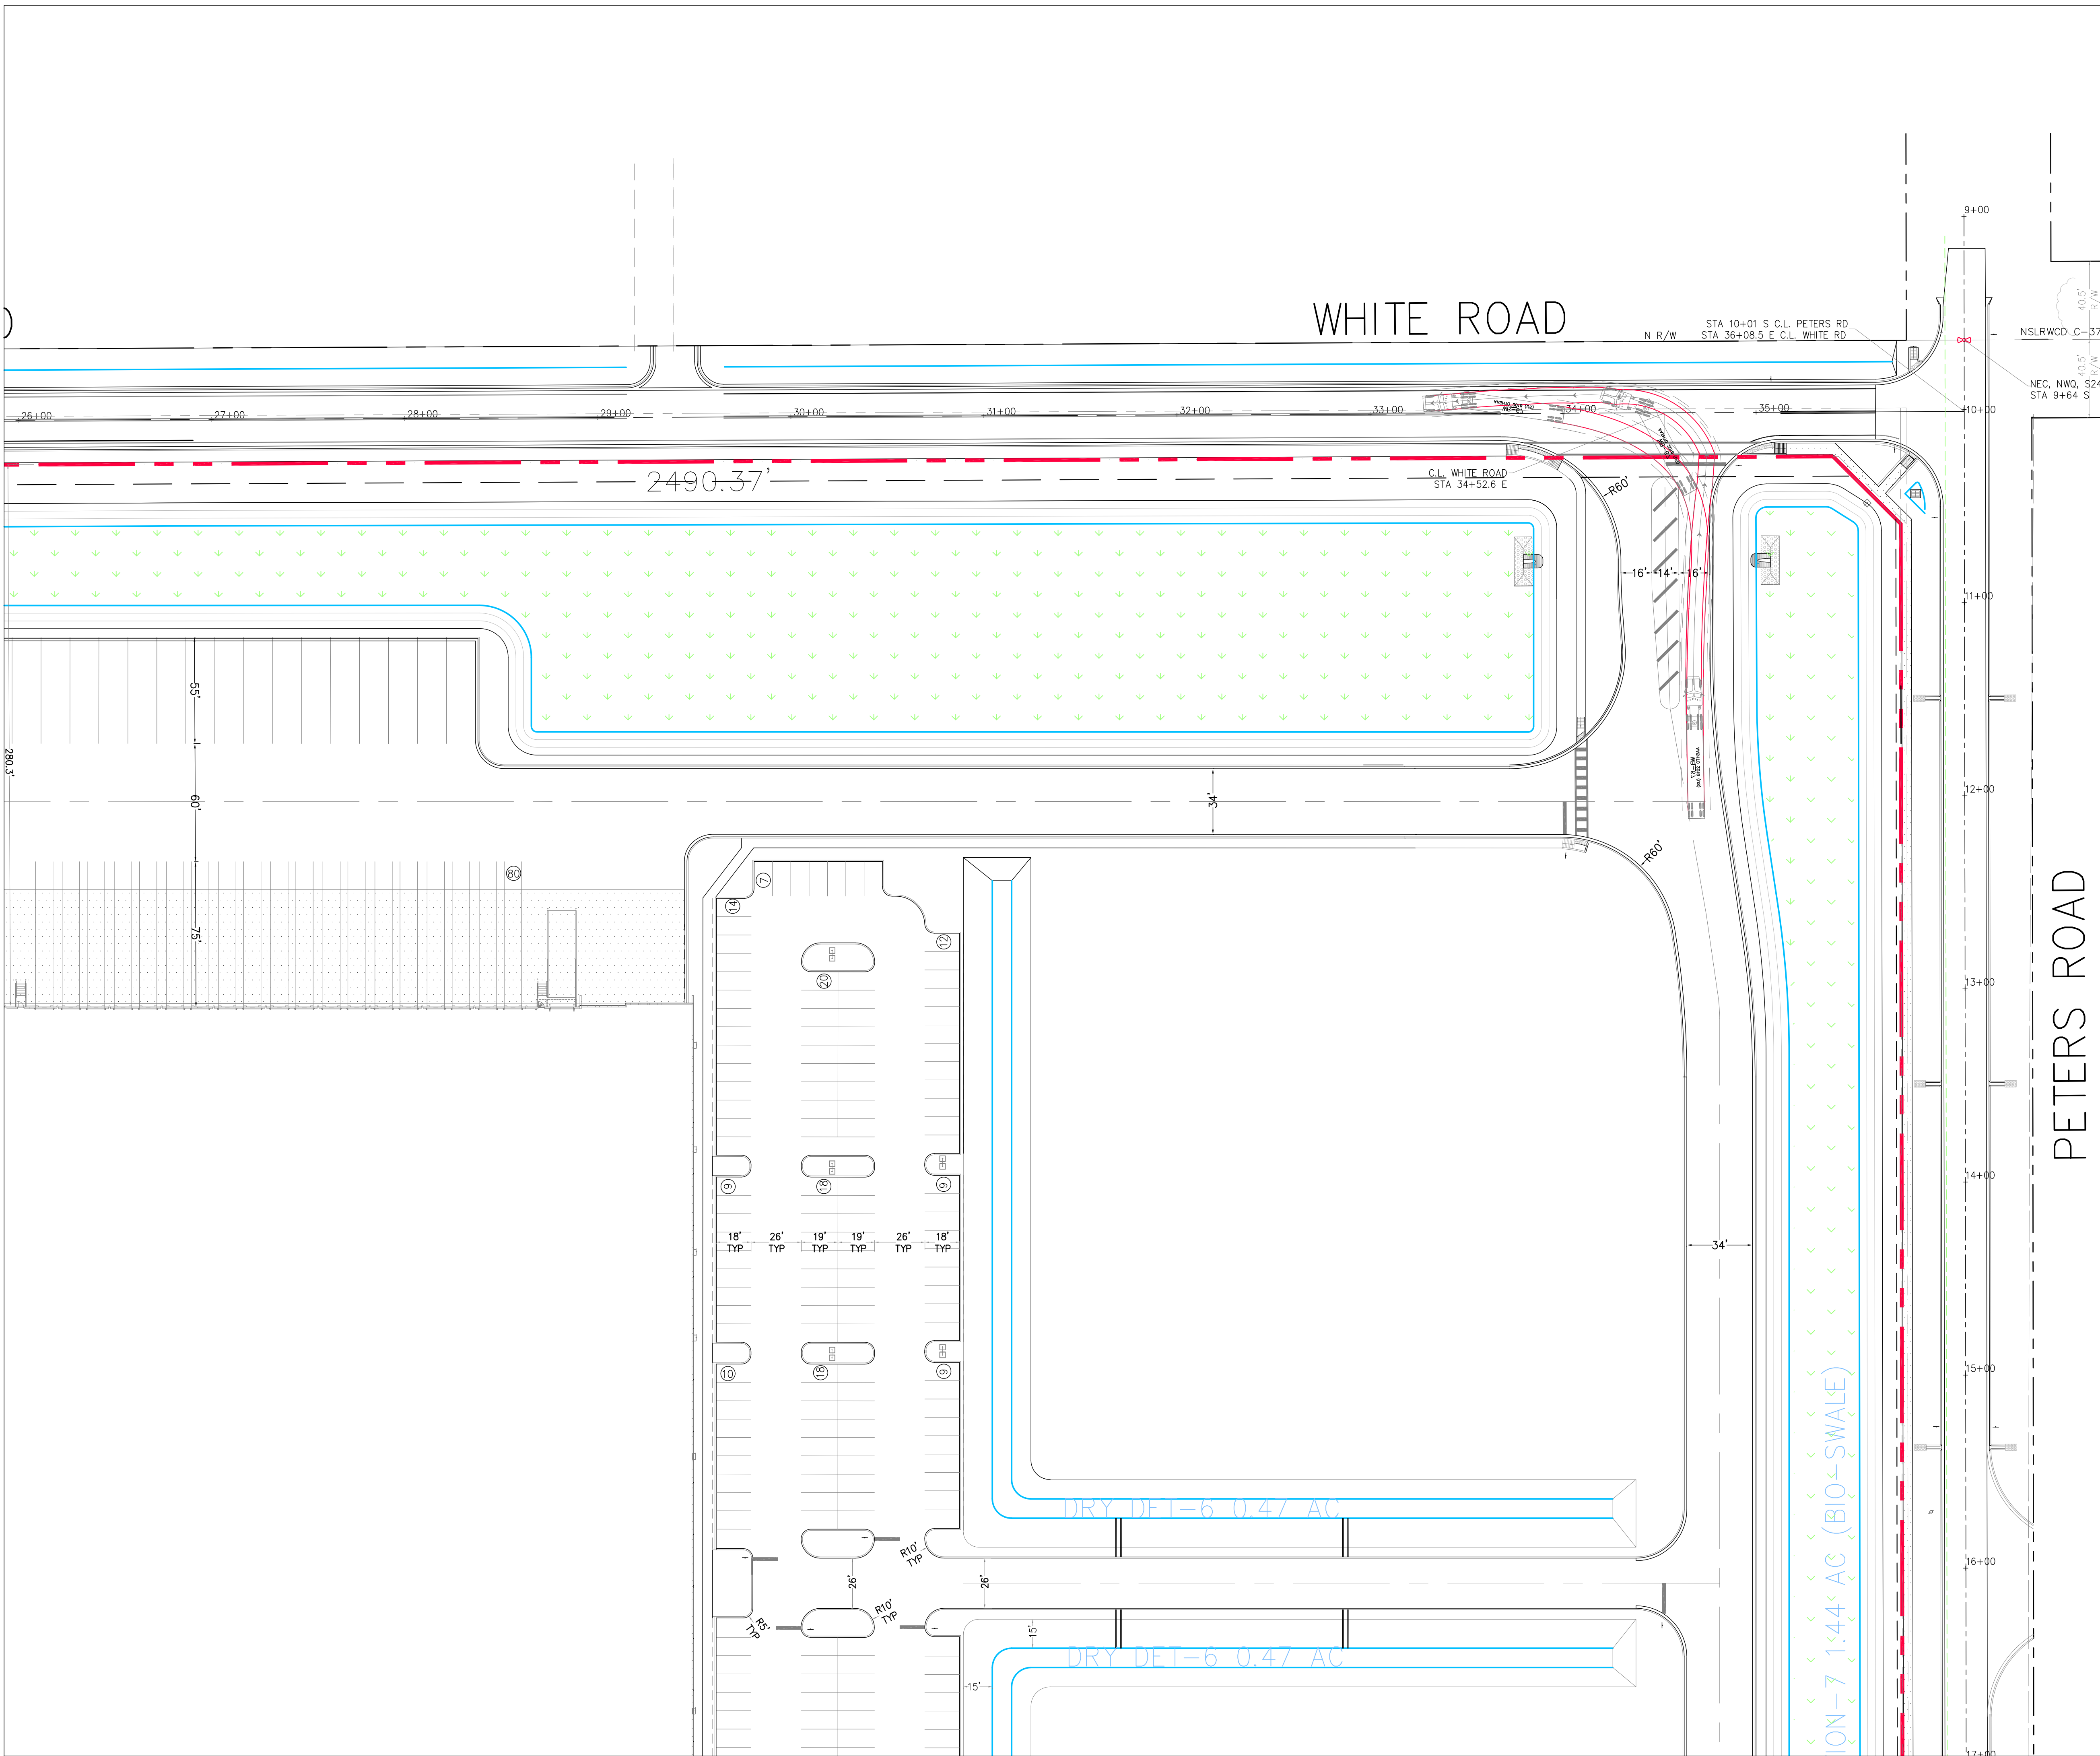 9+00
WHITE ROAD
STA 10+01 S C.L. PETERS RD
N R/W
STA 36+08.5 E C.L. WHITE RD
40.5'
R/W
NSLRWCD C-37
40.5'
R/W
NEC, NWQ, S24
STA 9+64 S
26+00
27+00
28+00
29+00
30+00
31+00
32+00
33+00
34+00
35+00
10+00
2490.37'
C.L. WHITE ROAD
STA 34+52.6 E
R60'
16'
14'
16'
11+00
55'
280.3'
60'
34'
12+00
R60'
80
7
14
75'
12
20
13+00
PETERS ROAD
14+00
9
18
9
18'
TYP
26'
TYP
19'
TYP
19'
TYP
26'
TYP
18'
TYP
34'
15+00
10
18
9
DRY DET-6 0.47 AC
ION-7 1.44 AC (BIO-SWALE)
R10'
TYP
16+00
26'
26'
R5'
TYP
R10'
TYP
15'
DRY DET-6 0.47 AC
15'
17+00